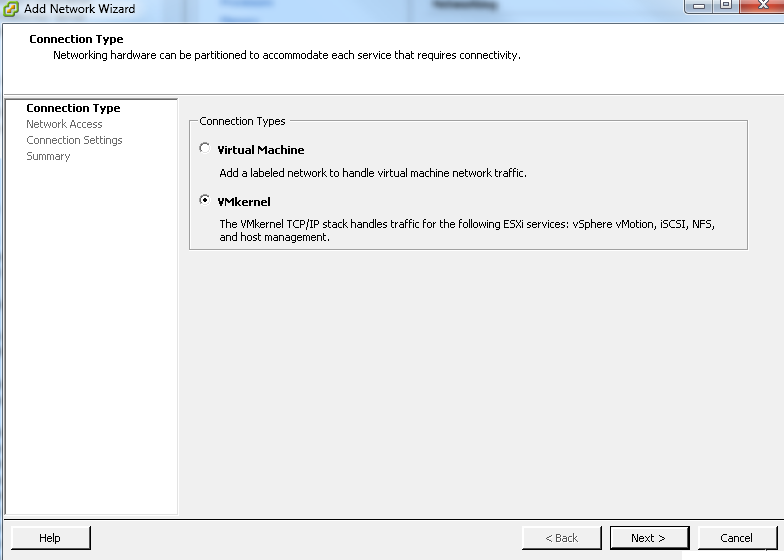 Add Network Wizard
Networking
Connection Type
Networking hardware can be partitioned to accommodate each service that requires connectivity.
Connection Type
Network Access
Connection Settings
Summary
Connection Types
Virtual Machine
Add a labeled network to handle virtual machine network traffic.
VMkernel
The VMkernel TCP/IP stack handles traffic for the following ESXi services: vSphere vMotion, iSCSI, NFS,
and host management.
Help
< Back
Next >
Cancel